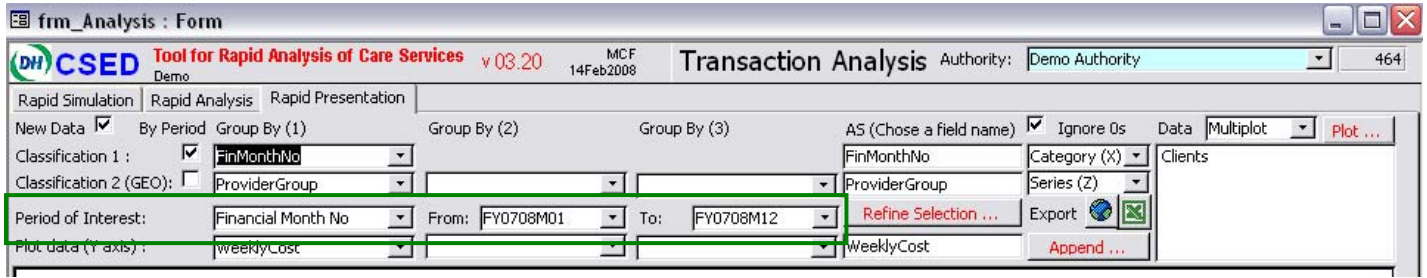 frm_Analysis : Form
DH CSED Tool for Rapid Analysis of Care Services v 03.20 MCF Transaction Analysis Authority: Demo Authority 464
Demo 14Feb2008
Rapid Simulation Rapid Analysis Rapid Presentation
New Data By Period Group By (1) Group By (2) Group By (3) AS (Chose a field name) Ignore 0s Data Multiplot Plot ...
Classification 1 : FinMonthNo FinMonthNo Category (X) Clients
Classification 2 (GEO): ProviderGroup ProviderGroup Series (Z)
Period of Interest: Financial Month No From: FY0708M01 To: FY0708M12 Refine Selection ... Export
Plot data (Y axis) : WeeklyCost WeeklyCost Append ...